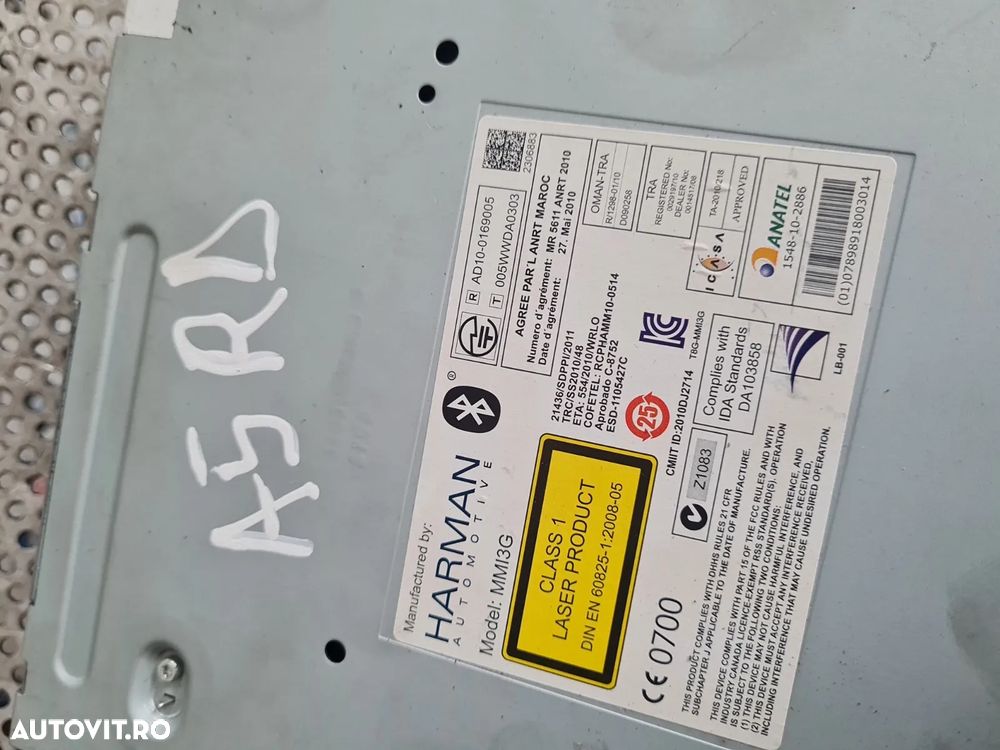 A5 RD
Manufactured by:
HARMAN
AUTOMOTIVE
Model: MMI3G
CLASS 1
LASER PRODUCT
DIN EN 60825-1:2008-05
CE 0700
THIS PRODUCT COMPLIES WITH DHHS RULES 21 CFR
SUBCHAPTER J APPLICABLE TO THE DATE OF MANUFACTURE.
THIS DEVICE COMPLIES WITH PART 15 OF THE FCC RULES AND WITH
INDUSTRY CANADA LICENCE-EXEMPT RSS STANDARD(S). OPERATION
IS SUBJECT TO THE FOLLOWING TWO CONDITIONS:
(1) THIS DEVICE MAY NOT CAUSE HARMFUL INTERFERENCE, AND
(2) THIS DEVICE MUST ACCEPT ANY INTERFERENCE RECEIVED,
INCLUDING INTERFERENCE THAT MAY CAUSE UNDESIRED OPERATION.
R AD10-0169005
T 005WWDA0303
2306883
AGREE PAR'L ANRT MAROC
Numero d'agrément: MR 5611 ANRT 2010
Date d'agrément: 27. Mai 2010
21436/SDPPI/2011
TRC/SS2010/48
ETA: 554/2010/WRLO
COFETEL: RCPHAMM10-0514
Aprobado C-8752
ESD-1105427C
25
CMIIT ID:2010DJ2714
T8G-MMI3G
Z1083
Complies with
IDA Standards
DA103858
LB-001
OMAN-TRA
R/1298-01/10
D090258
TRA
REGISTERED No:
0029197/10
DEALER No:
0014517/08
ICASA
TA-2010/218
APPROVED
ANATEL
1548-10-2886
(01)07898918003014
AUTOVIT.RO